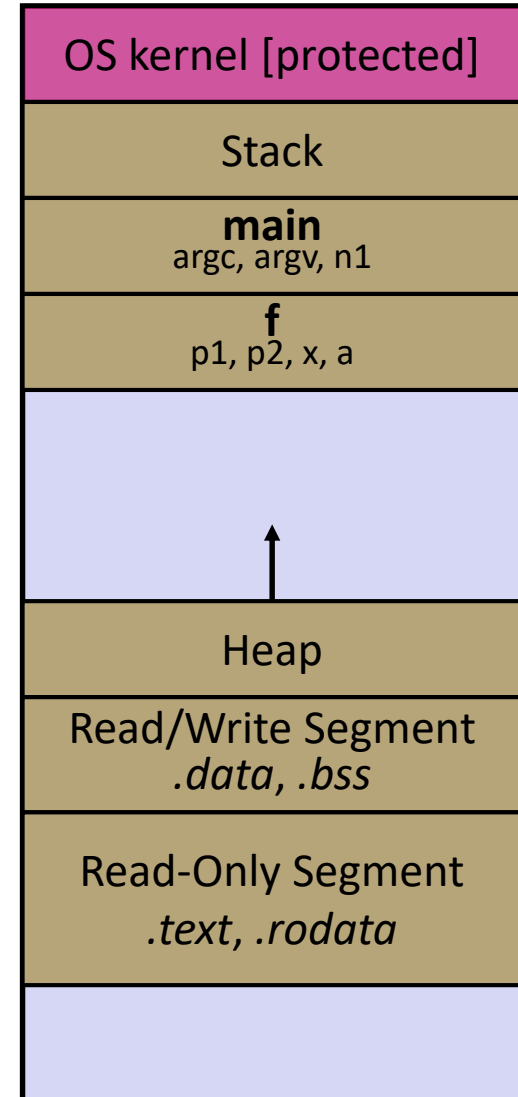 OS kernel [protected]
Stack
main
argc, argv, n1
f
p1, p2, x, a
Heap
Read/Write Segment
.data, .bss
Read-Only Segment
.text, .rodata